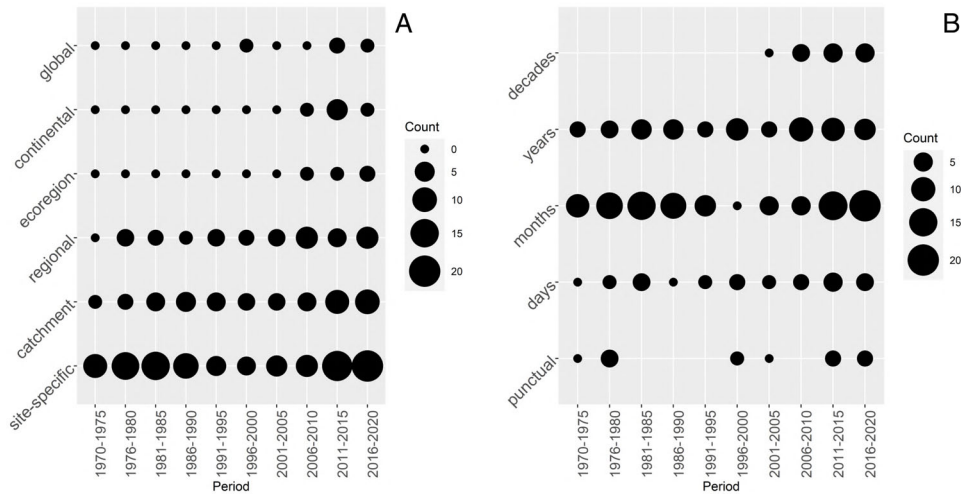 A
global
continental
ecoregion
regional
catchment
site-specific
1970-1975
1976-1980
1981-1985
1986-1990
1991-1995
1996-2000
2001-2005
2006-2010
2011-2015
2016-2020
Period
Count
0
5
10
15
20
B
decades
years
months
days
punctual
1970-1975
1976-1980
1981-1985
1986-1990
1991-1995
1996-2000
2001-2005
2006-2010
2011-2015
2016-2020
Period
Count
5
10
15
20